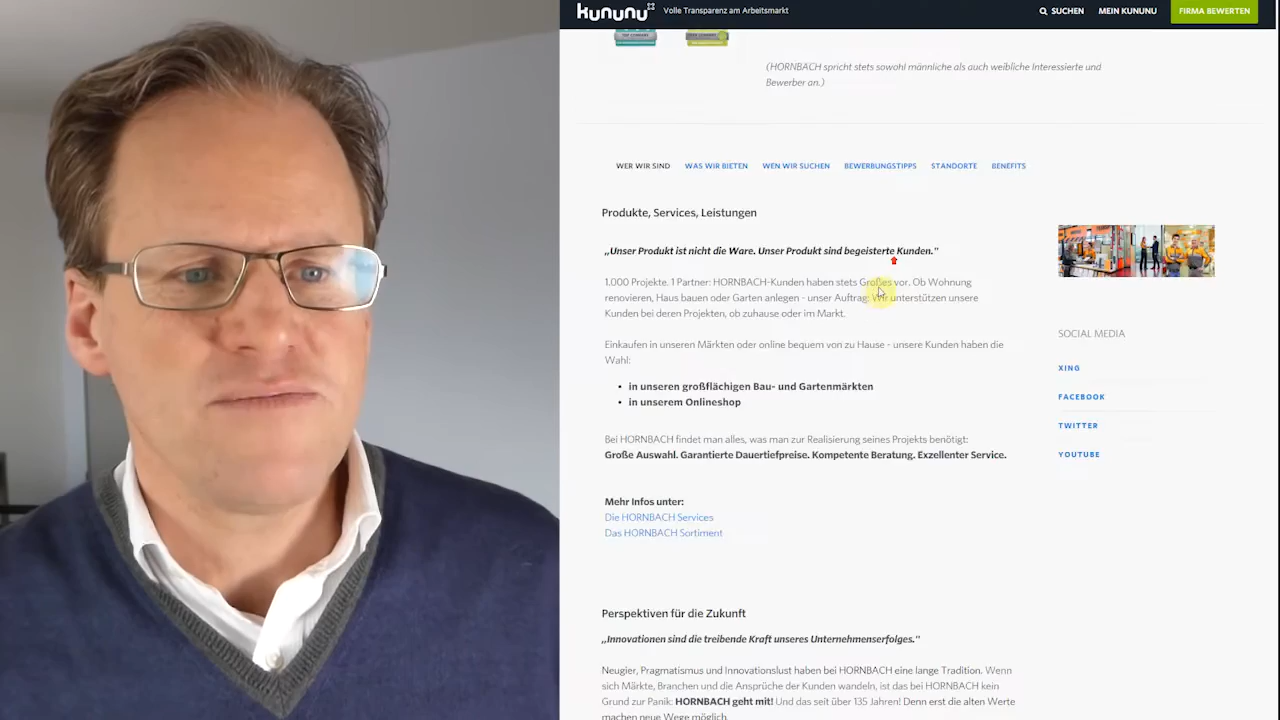 kununu Volle Transparenz am Arbeitsmarkt SUCHEN MEIN KUNUNU FIRMA BEWERTEN
(HORNBACH spricht stets sowohl männliche als auch weibliche Interessierte und
Bewerber an.)
WER WIR SIND WAS WIR BIETEN WEN WIR SUCHEN BEWERBUNGSTIPPS STANDORTE BENEFITS
Produkte, Services, Leistungen
„Unser Produkt ist nicht die Ware. Unser Produkt sind begeisterte Kunden."
1.000 Projekte. 1 Partner: HORNBACH-Kunden haben stets Großes vor. Ob Wohnung
renovieren, Haus bauen oder Garten anlegen - unser Auftrag: Wir unterstützen unsere
Kunden bei deren Projekten, ob zuhause oder im Markt.
Einkaufen in unseren Märkten oder online bequem von zu Hause - unsere Kunden haben die
Wahl:
• in unseren großflächigen Bau- und Gartenmärkten
• in unserem Onlineshop
Bei HORNBACH findet man alles, was man zur Realisierung seines Projekts benötigt:
Große Auswahl. Garantierte Dauertiefpreise. Kompetente Beratung. Exzellenter Service.
Mehr Infos unter:
Die HORNBACH Services
Das HORNBACH Sortiment
SOCIAL MEDIA
XING
FACEBOOK
TWITTER
YOUTUBE
Perspektiven für die Zukunft
„Innovationen sind die treibende Kraft unseres Unternehmenserfolges."
Neugier, Pragmatismus und Innovationslust haben bei HORNBACH eine lange Tradition. Wenn
sich Märkte, Branchen und die Ansprüche der Kunden wandeln, ist das bei HORNBACH kein
Grund zur Panik: HORNBACH geht mit! Und das seit über 135 Jahren! Denn erst die alten Werte
machen neue Wege möglich.